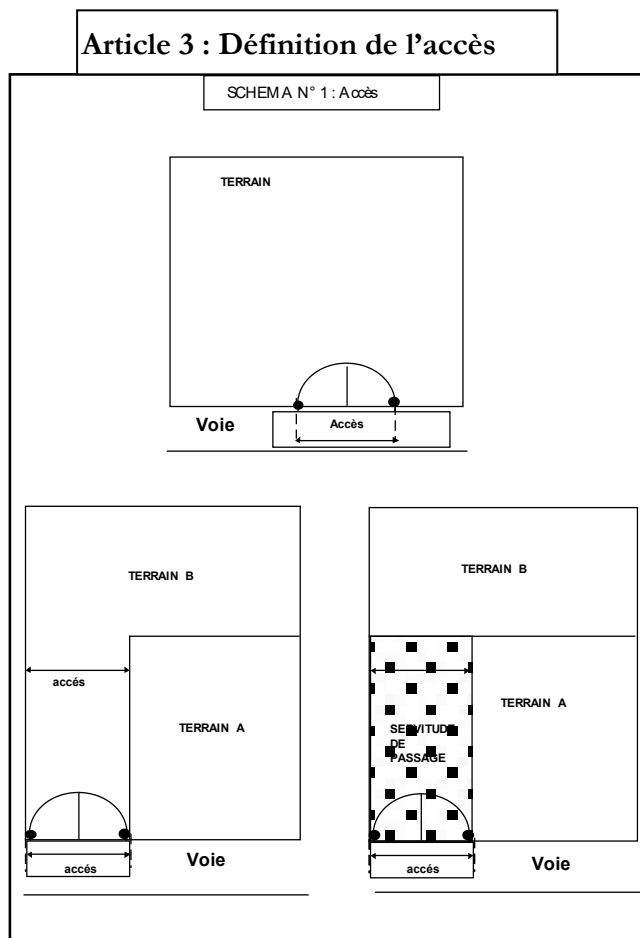 Article 3 : Définition de l’accès
SCHEMA N° 1 : Accès
TERRAIN
Voie
Accès
TERRAIN B
accés
TERRAIN A
accés
Voie
TERRAIN B
TERRAIN A
SERVITUDE
DE
PASSAGE
accés
Voie